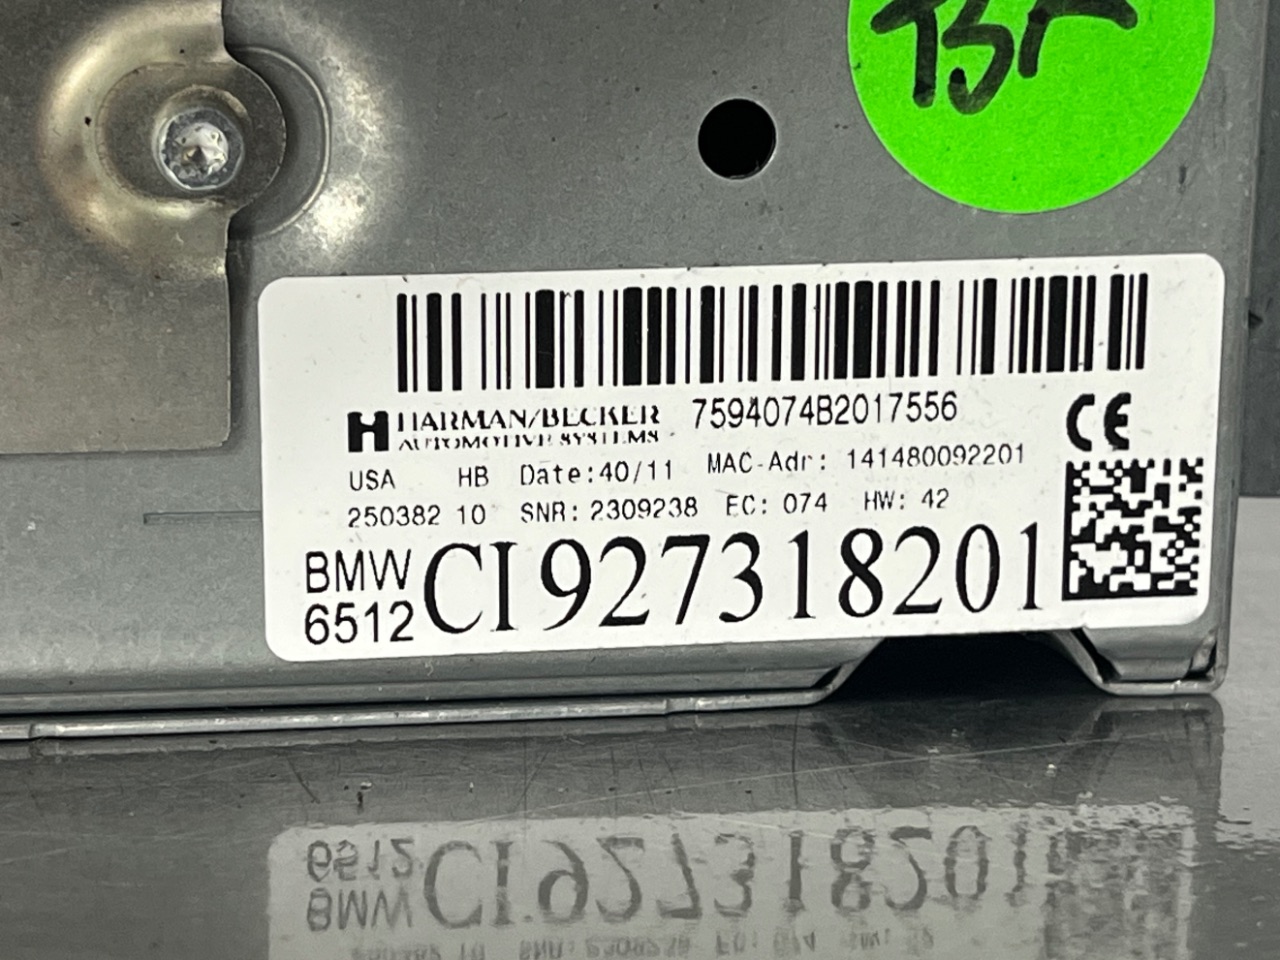 7594074B2017556
HARMAN/BECKER
AUTOMOTIVE SYSTEMS
CE
USA HB Date:40/11 MAC-Adr: 141480092201
250382 10 SNR: 2309238 EC: 074 HW: 42
BMW
6512
CI927318201